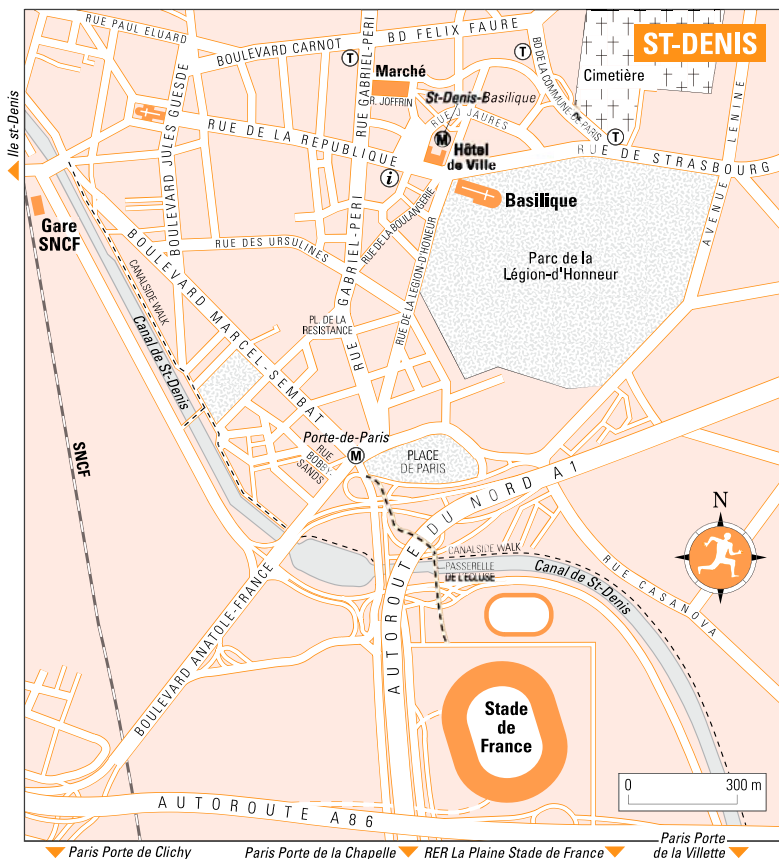 ST-DENIS
RUE PAUL ELUARD
BOULEVARD CARNOT
BD FELIX FAURE
BD DE LA COMMUNE DE PARIS
Cimetière
AVENUE LENINE
T
Marché
R. JOFFRIN
RUE GABRIEL-PERI
St-Denis-Basilique
RUE J JAURES
M
T
T
Ile st-Denis
BOULEVARD JULES GUESDE
RUE DE LA REPUBLIQUE
Hôtel
de Ville
RUE DE STRASBOURG
i
Basilique
Gare
SNCF
RUE DE LA BOULANGERIE
RUE DES URSULINES
Parc de la
Légion-d'Honneur
BOULEVARD MARCEL-SEMBAT
CANALSIDE WALK
Canal de St-Denis
PL. DE LA
RESISTANCE
RUE GABRIEL-PERI
RUE DE LA LEGION-D'HONEUR
SNCF
Porte-de-Paris
M
RUE
BOBBY
SANDS
PLACE
DE PARIS
AUTOROUTE DU NORD A1
N
CANALSIDE WALK
PASSERELLE
DE L'ECLUSE
Canal de St-Denis
RUE CASANOVA
BOULEVARD ANATOLE-FRANCE
Stade
de
France
0 300 m
AUTOROUTE A86
Paris Porte de Clichy
Paris Porte de la Chapelle
RER La Plaine Stade de France
Paris Porte
de la Villette